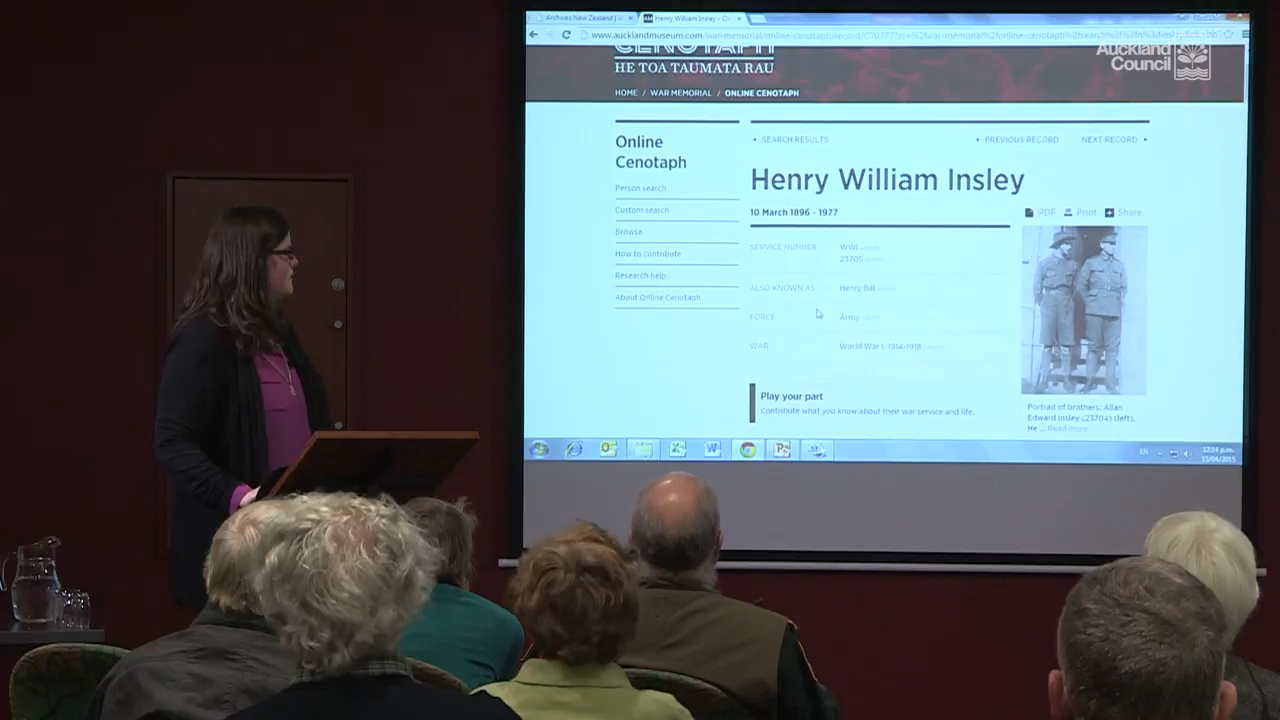 Archives New Zealand
Henry William Insley - O
Auckland
Council
CENOTAPH
HE TOA TAUMATA RAU
HOME / WAR MEMORIAL / ONLINE CENOTAPH
Online
Cenotaph
Person search
Custom search
Browse
How to contribute
Research help
About Online Cenotaph
SEARCH RESULTS
PREVIOUS RECORD
NEXT RECORD
Henry William Insley
10 March 1896 - 1977
PDF Print Share
SERVICE NUMBER WWI
23705
ALSO KNOWN AS Henry Bill
FORCE Army
WAR World War I, 1914-1918
Play your part
Contribute what you know about their war service and life.
Portrait of brothers; Allan
Edward Insley (23704) (left),
He ... Read more
EN
12:14 p.m.
15/04/2015